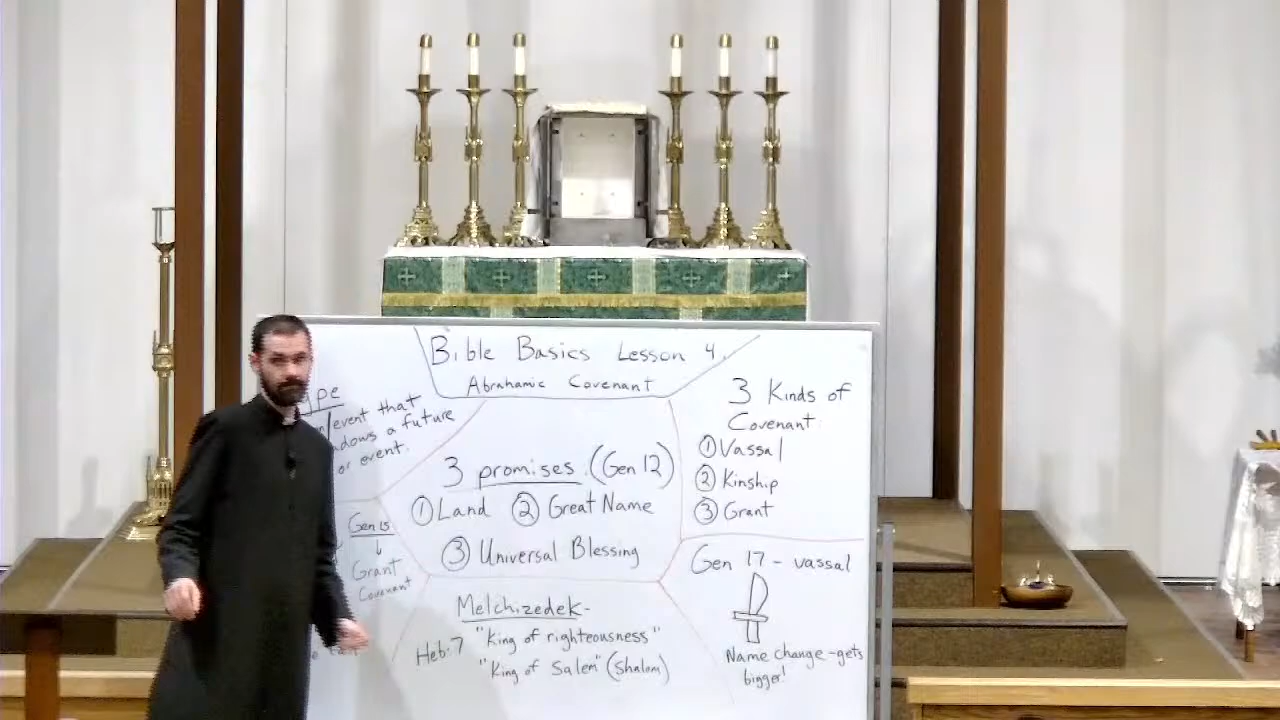 Bible Basics Lesson 4.
Abrahamic Covenant
event that
a future
or event.
3 promises (Gen 12)
① Land ② Great Name
③ Universal Blessing
3 Kinds of
Covenant:
① Vassal
② Kinship
③ Grant
Gen 15
↓
Grant
Covenant
Melchizedek-
Heb:7 "King of righteousness"
"King of Salem" (Shalom)
Gen 17 - vassal
Name change - gets
bigger!